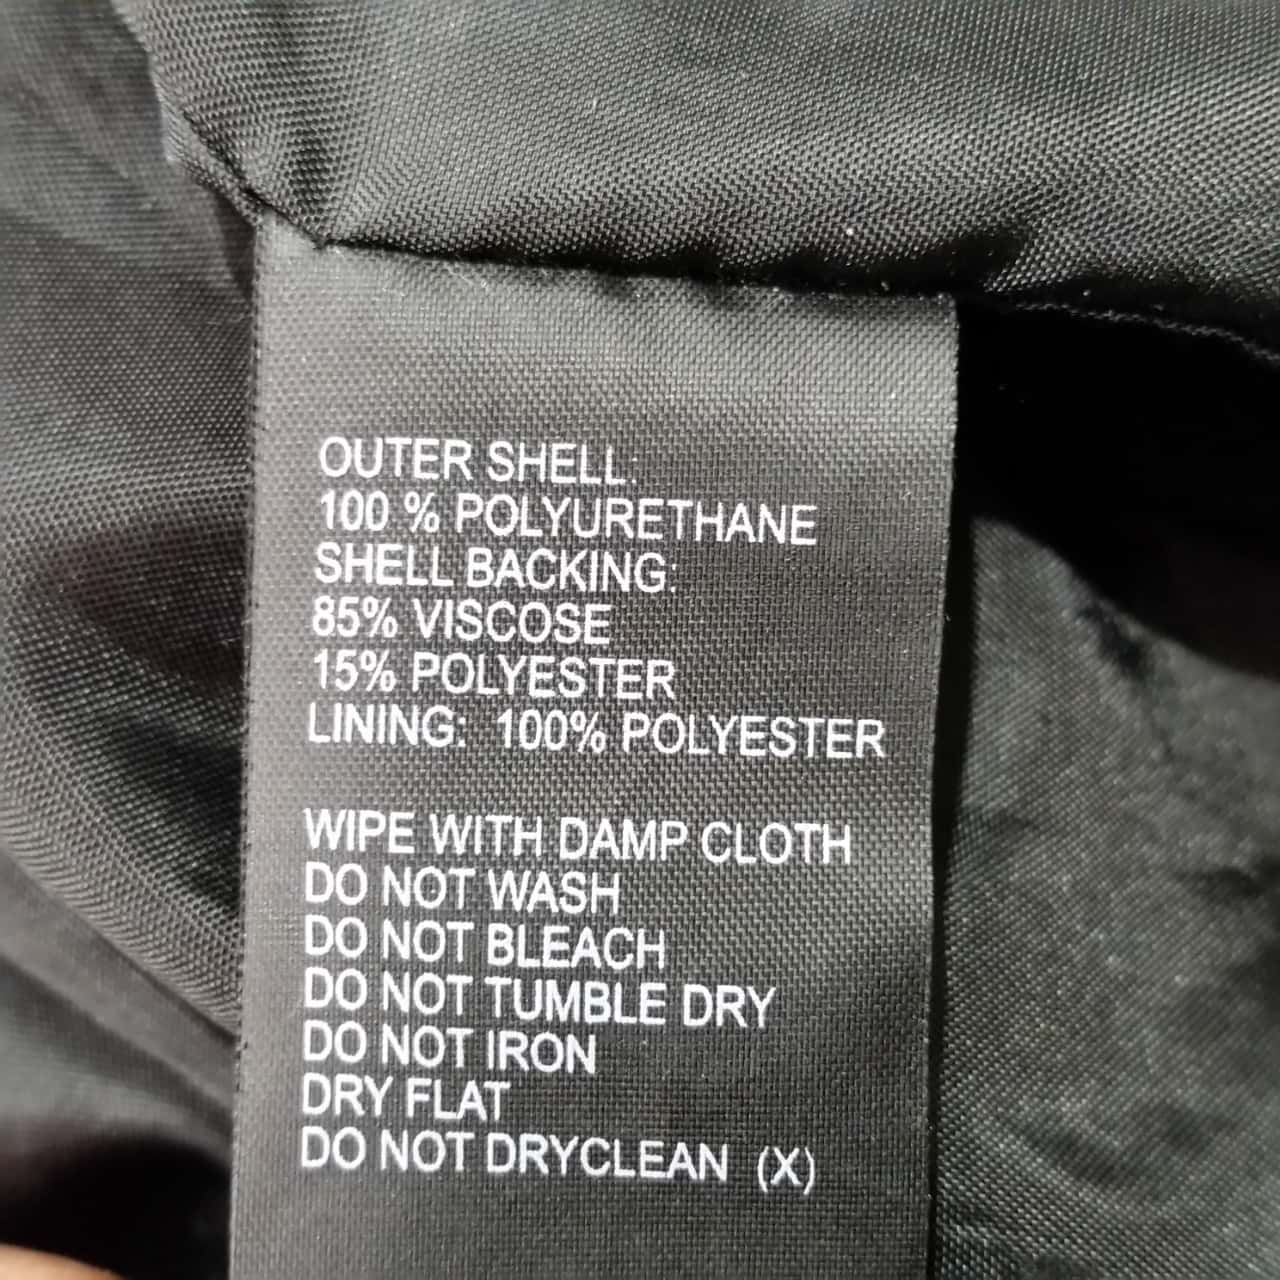 OUTER SHELL:
100 % POLYURETHANE
SHELL BACKING:
85% VISCOSE
15% POLYESTER
LINING: 100% POLYESTER
WIPE WITH DAMP CLOTH
DO NOT WASH
DO NOT BLEACH
DO NOT TUMBLE DRY
DO NOT IRON
DRY FLAT
DO NOT DRYCLEAN (X)